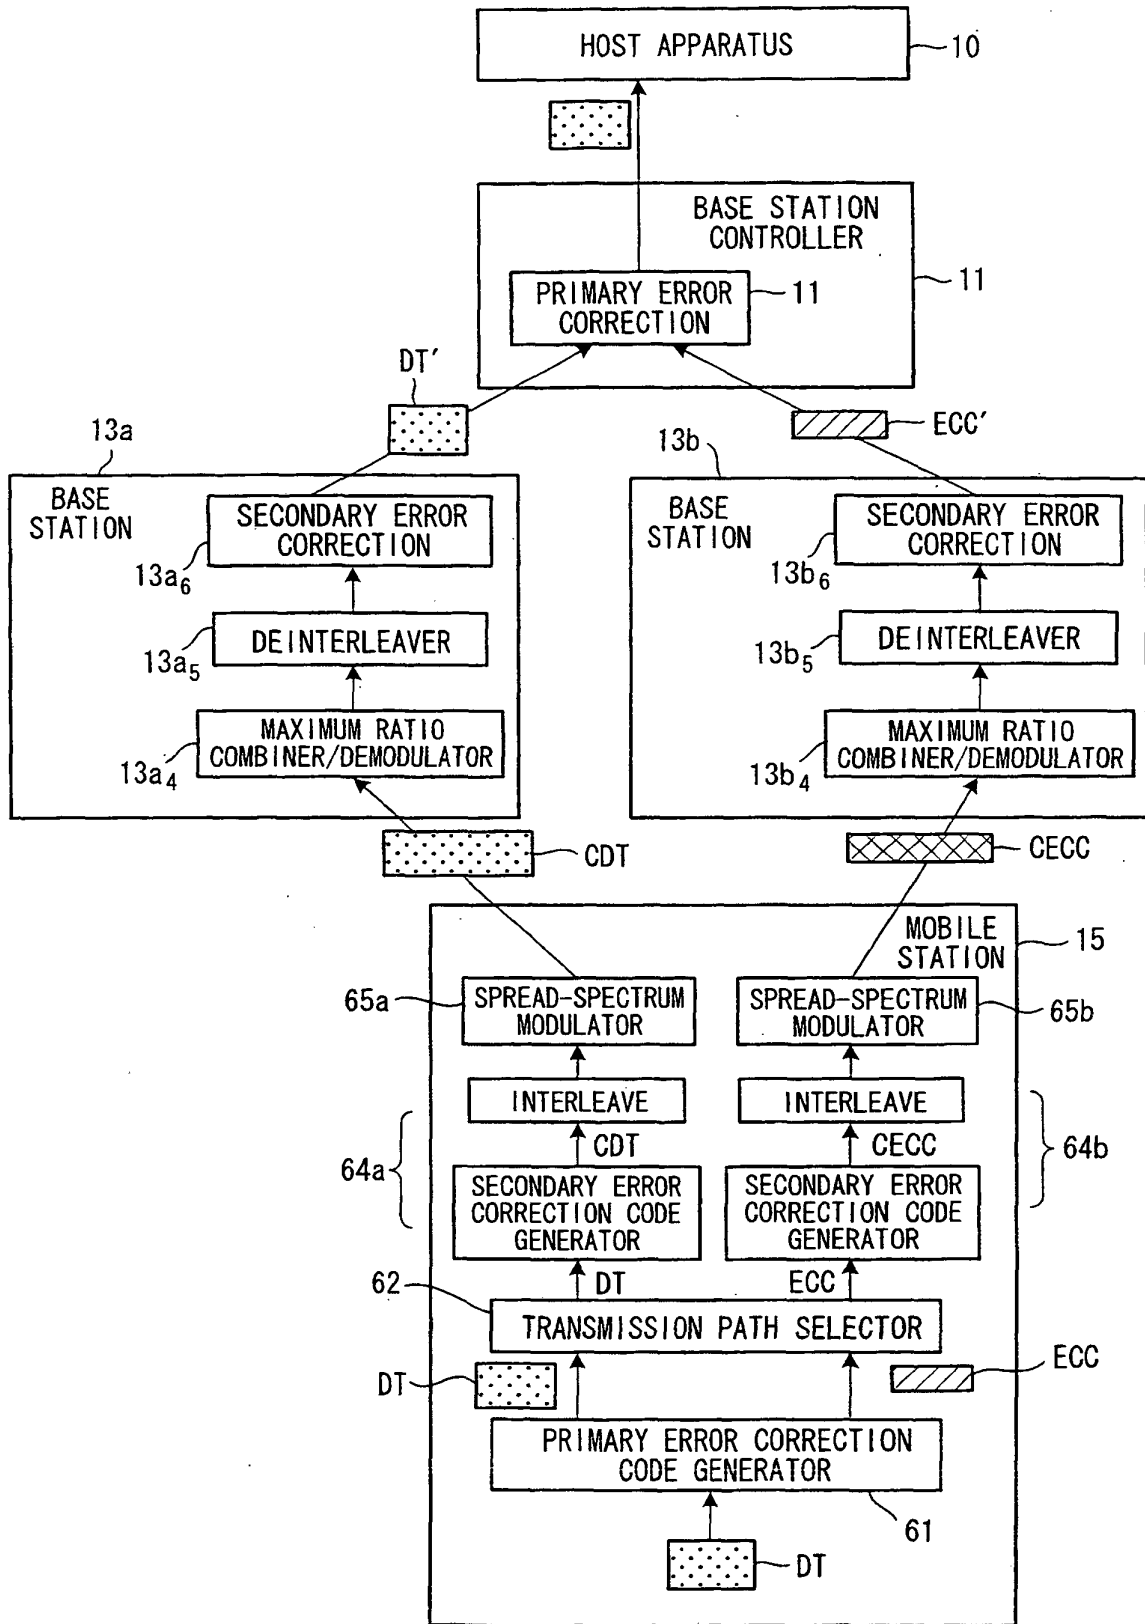 HOST APPARATUS
10
BASE STATION
CONTROLLER
11
PRIMARY ERROR
CORRECTION
11
DT'
ECC'
13a
13b
BASE
STATION
SECONDARY ERROR
CORRECTION
13a6
DEINTERLEAVER
13a5
MAXIMUM RATIO
COMBINER/DEMODULATOR
13a4
BASE
STATION
SECONDARY ERROR
CORRECTION
13b6
DEINTERLEAVER
13b5
MAXIMUM RATIO
COMBINER/DEMODULATOR
13b4
CDT
CECC
MOBILE
STATION
15
65a
SPREAD-SPECTRUM
MODULATOR
SPREAD-SPECTRUM
MODULATOR
65b
INTERLEAVE
INTERLEAVE
CDT
CECC
64a
64b
SECONDARY ERROR
CORRECTION CODE
GENERATOR
SECONDARY ERROR
CORRECTION CODE
GENERATOR
62
DT
ECC
TRANSMISSION PATH SELECTOR
DT
ECC
PRIMARY ERROR CORRECTION
CODE GENERATOR
61
DT